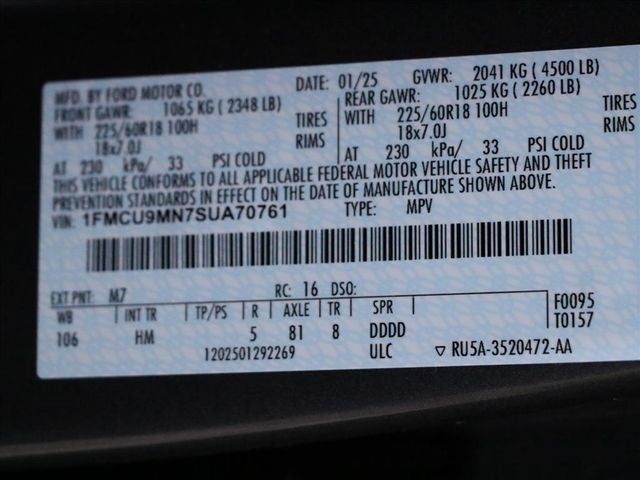 MFD. BY FORD MOTOR CO. DATE: 01/25 GVWR: 2041 KG ( 4500 LB)
FRONT GAWR: 1065 KG ( 2348 LB) REAR GAWR: 1025 KG ( 2260 LB)
WITH 225/60R18 100H TIRES WITH 225/60R18 100H TIRES
18x7.0J RIMS 18x7.0J RIMS
AT 230 kPa/ 33 PSI COLD AT 230 kPa/ 33 PSI COLD
THIS VEHICLE CONFORMS TO ALL APPLICABLE FEDERAL MOTOR VEHICLE SAFETY AND THEFT
PREVENTION STANDARDS IN EFFECT ON THE DATE OF MANUFACTURE SHOWN ABOVE.
VIN: 1FMCU9MN7SUA70761 TYPE: MPV
EXT PNT: M7 RC: 16 DSO:
WB INT TR TP/PS R AXLE TR SPR F0095
106 HM 5 81 8 DDDD T0157
1202501292269 ULC ▽ RU5A-3520472-AA